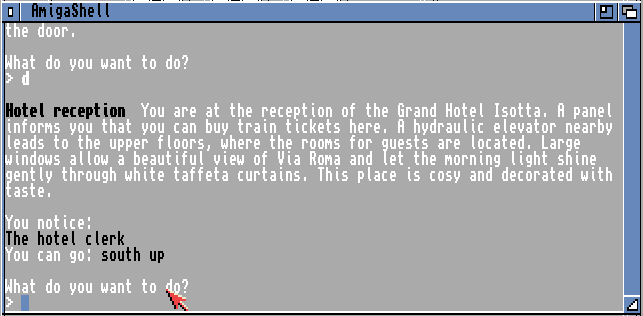 AmigaShell
the door.
What do you want to do?
> d
Hotel reception  You are at the reception of the Grand Hotel Isotta. A panel
informs you that you can buy train tickets here. A hydraulic elevator nearby
leads to the upper floors, where the rooms for guests are located. Large
windows allow a beautiful view of Via Roma and let the morning light shine
gently through white taffeta curtains. This place is cosy and decorated with
taste.
You notice:
The hotel clerk
You can go: south up
What do you want to do?
>